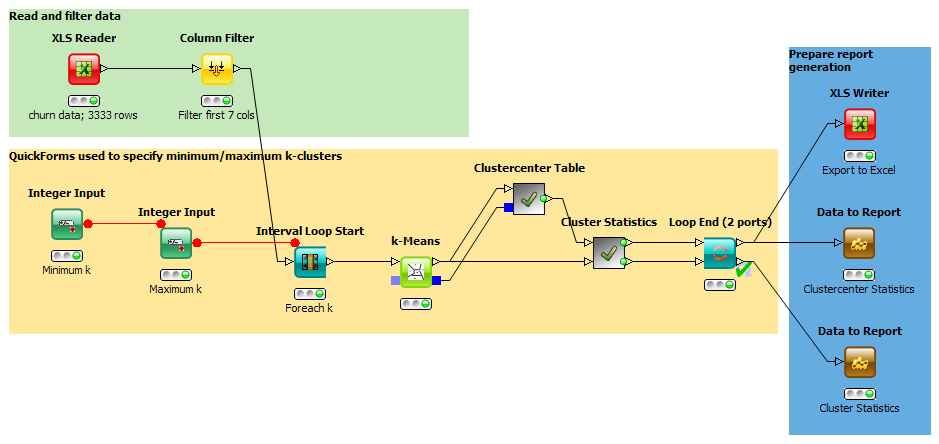 Read and filter data
XLS Reader
Column Filter
churn data; 3333 rows
Filter first 7 cols
QuickForms used to specify minimum/maximum k-clusters
Integer Input
Minimum k
Integer Input
Maximum k
Interval Loop Start
Foreach k
k-Means
Clustercenter Table
Cluster Statistics
Loop End (2 ports)
Prepare report
generation
XLS Writer
Export to Excel
Data to Report
Clustercenter Statistics
Data to Report
Cluster Statistics